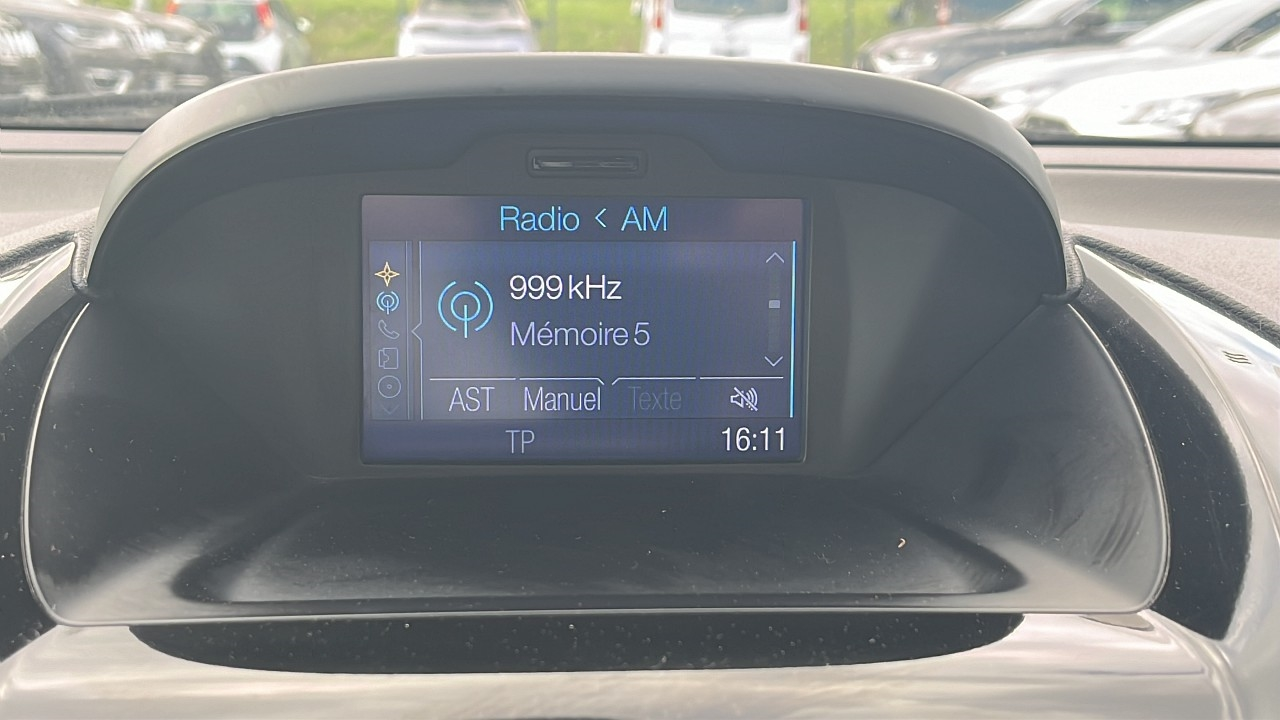 Radio < AM
999 kHz
Mémoire 5
AST Manuel Texte
TP 16:11